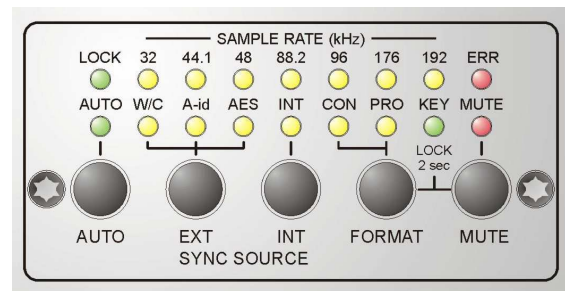 SAMPLE RATE (kHz)
LOCK 32 44.1 48 88.2 96 176 192 ERR
AUTO W/C A-id AES INT CON PRO KEY MUTE
LOCK
2 sec
AUTO EXT INT FORMAT MUTE
SYNC SOURCE